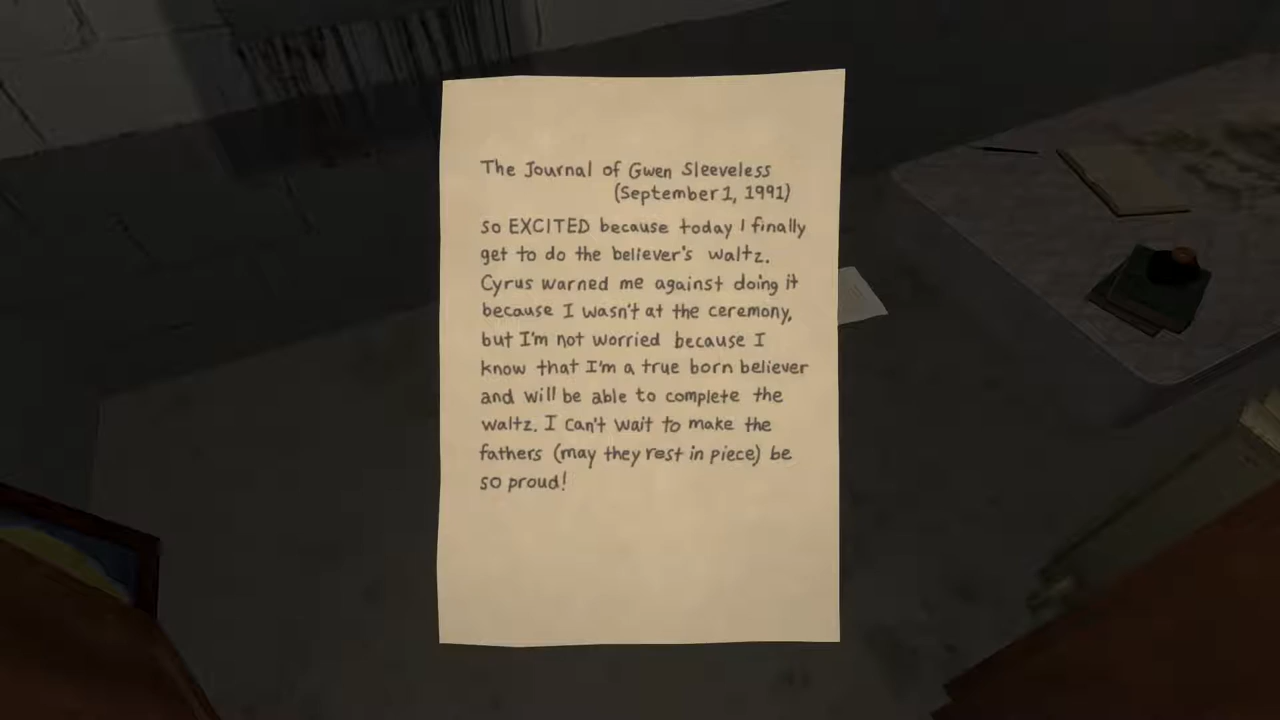 The Journal of Gwen Sleeveless
(September 1, 1991)
so EXCITED because today I finally
get to do the believer's waltz.
Cyrus warned me against doing it
because I wasn't at the ceremony,
but I'm not worried because I
know that I'm a true born believer
and will be able to complete the
waltz. I can't wait to make the
fathers (may they rest in piece) be
so proud!